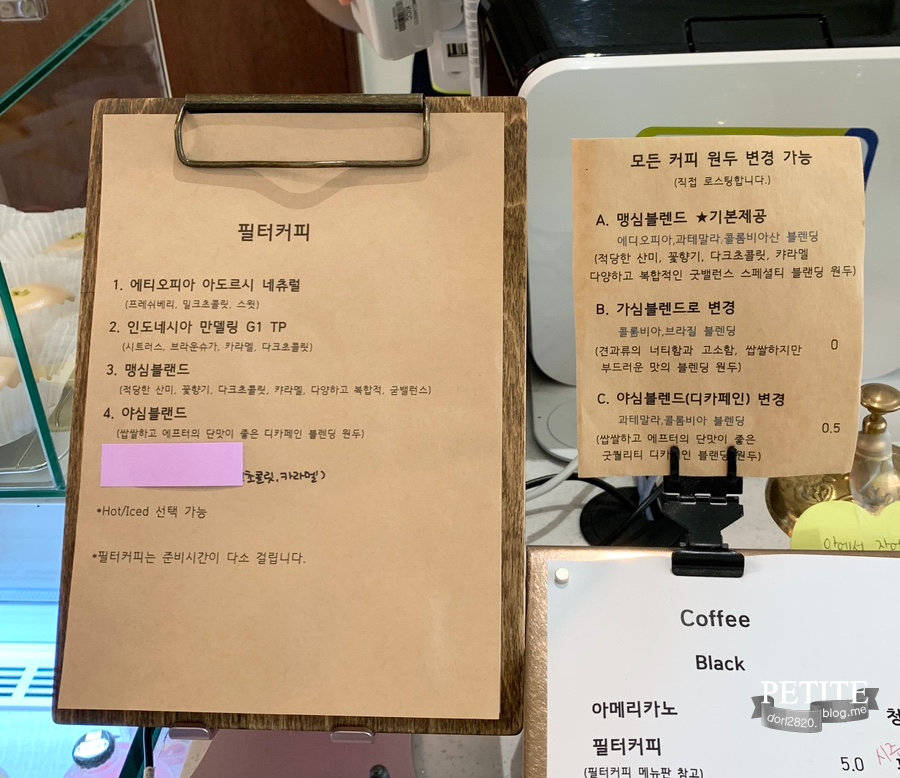 필터커피
1. 에티오피아 아도르시 네츄럴
(프레쉬베리, 밀크초콜릿, 스윗)
2. 인도네시아 만델링 G1 TP
(시트러스, 브라운슈가, 카라멜, 다크초콜릿)
3. 맹심블랜드
(적당한 산미, 꽃향기, 다크초콜릿, 캬라멜, 다양하고 복합적, 굳밸런스)
4. 야심블랜드
(쌉쌀하고 에프터의 단맛이 좋은 디카페인 블렌딩 원두)
초콜릿, 카라멜)
*Hot/Iced 선택 가능
*필터커피는 준비시간이 다소 걸립니다.
모든 커피 원두 변경 가능
(직접 로스팅합니다.)
A. 맹심블렌드 ★기본제공
에디오피아,과테말라,콜롬비아산 블렌딩
(적당한 산미, 꽃향기, 다크초콜릿, 캬라멜
다양하고 복합적인 굿밸런스 스페셜티 블랜딩 원두)
B. 가심블렌드로 변경
콜롬비아,브라질 블렌딩
(견과류의 너티함과 고소함, 쌉쌀하지만 0
부드러운 맛의 블렌딩 원두)
C. 야심블렌드(디카페인) 변경
과테말라,콜롬비아 블렌딩 0.5
(쌉쌀하고 에프터의 단맛이 좋은
굿퀄리티 디카페인 블랜딩 원두)
안에서
Coffee
Black
아메리카노
필터커피
(필터커피 메뉴판 참고) 5.0
PETITE
dorl2820.blog.me